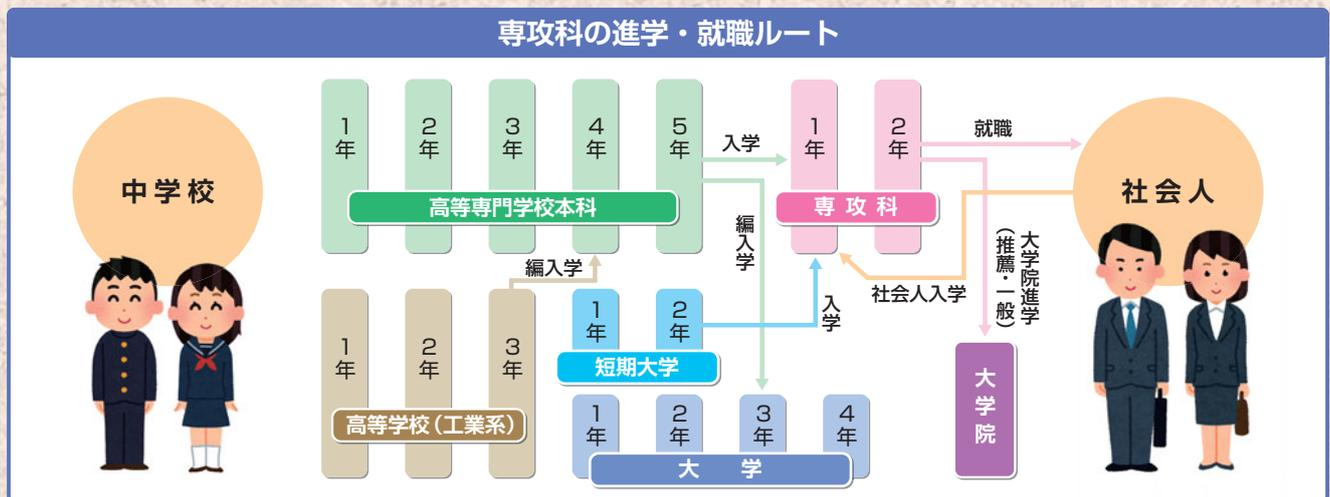 専攻科の進学・就職ルート
中学校
1年
2年
3年
4年
5年
高等専門学校本科
入学
編入学
1年
2年
専攻科
就職
社会人
大学院進学
（推薦・一般）
社会人入学
入学
編入学
1年
2年
3年
高等学校（工業系）
1年
2年
短期大学
1年
2年
3年
4年
大学
大学院